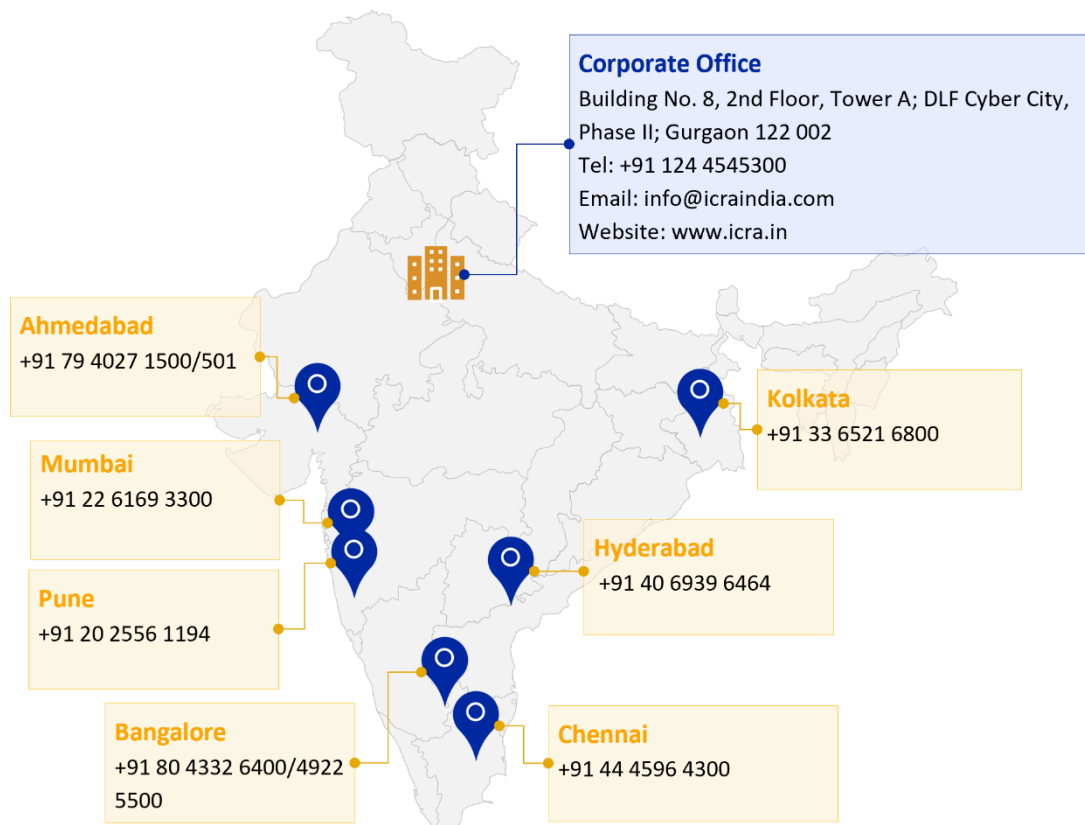 Corporate Office
Building No. 8, 2nd Floor, Tower A; DLF Cyber City,
Phase II; Gurgaon 122 002
Tel: +91 124 4545300
Email: info@icraindia.com
Website: www.icra.in
Ahmedabad
+91 79 4027 1500/501
Kolkata
+91 33 6521 6800
Mumbai
+91 22 6169 3300
Hyderabad
+91 40 6939 6464
Pune
+91 20 2556 1194
Bangalore
+91 80 4332 6400/4922
5500
Chennai
+91 44 4596 4300